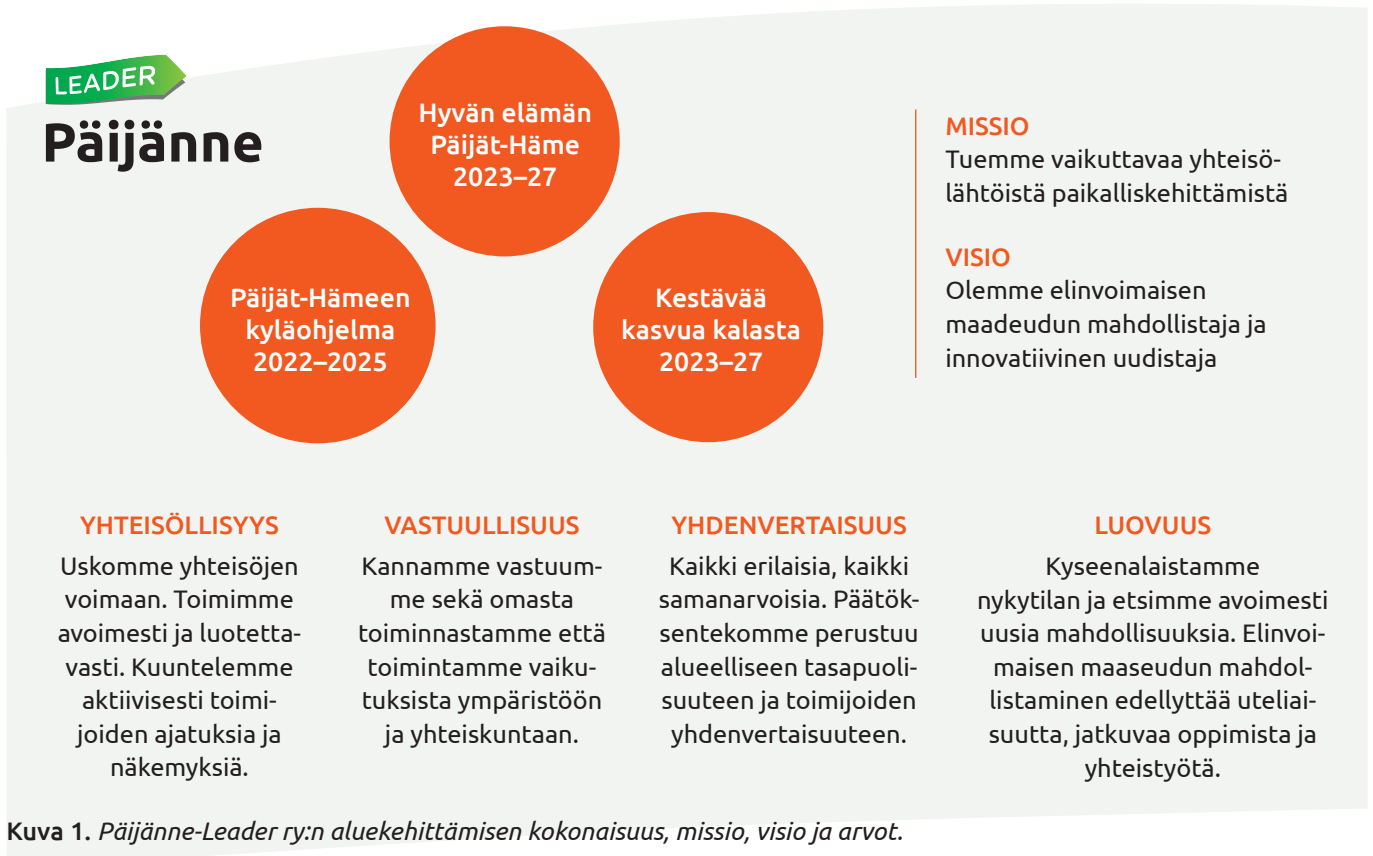 LEADER
Päijänne
Hyvän elämän
Päijät-Häme
2023–27
Päijät-Hämeen
kyläohjelma
2022–2025
Kestävää
kasvua kalasta
2023–27
MISSIO
Tuemme vaikuttavaa yhteisö-
lähtöistä paikalliskehittämistä
VISIO
Olemme elinvoimaisen
maadeudun mahdollistaja ja
innovatiivinen uudistaja
YHTEISÖLLISYYS
Uskomme yhteisöjen
voimaan. Toimimme
avoimesti ja luotetta-
vasti. Kuuntelemme
aktiivisesti toimi-
joiden ajatuksia ja
näkemyksiä.
VASTUULLISUUS
Kannamme vastuum-
me sekä omasta
toiminnastamme että
toimintamme vaiku-
tuksista ympäristöön
ja yhteiskuntaan.
YHDENVERTAISUUS
Kaikki erilaisia, kaikki
samanarvoisia. Päätök-
sentekomme perustuu
alueelliseen tasapuoli-
suuteen ja toimijoiden
yhdenvertaisuuteen.
LUOVUUS
Kyseenalaistamme
nykytilan ja etsimme avoimesti
uusia mahdollisuuksia. Elinvoi-
maisen maaseudun mahdol-
listaminen edellyttää uteliai-
suutta, jatkuvaa oppimista ja
yhteistyötä.
Kuva 1. Päijänne-Leader ry:n aluekehittämisen kokonaisuus, missio, visio ja arvot.